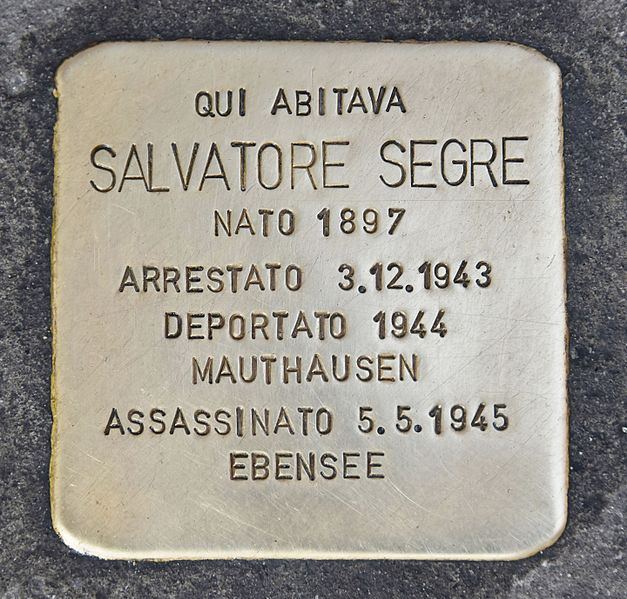 QUI ABITAVA
SALVATORE SEGRE
NATO 1897
ARRESTATO 3.12.1943
DEPORTATO 1944
MAUTHAUSEN
ASSASSINATO 5.5.1945
EBENSEE